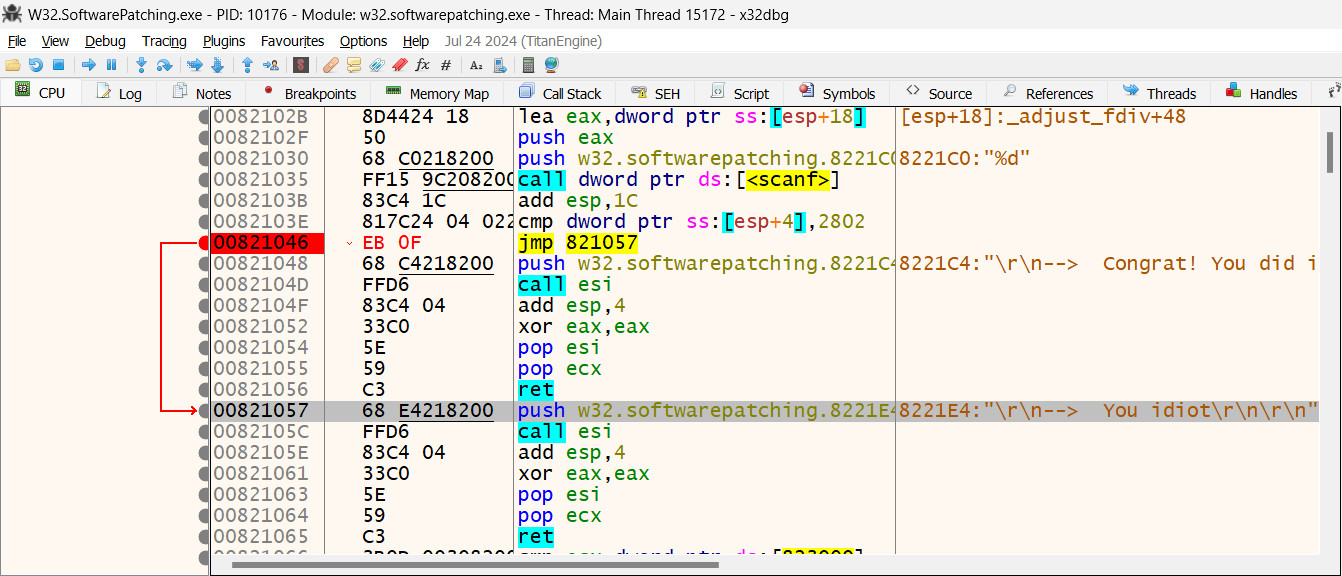 W32.SoftwarePatching.exe - PID: 10176 - Module: w32.softwarepatching.exe - Thread: Main Thread 15172 - x32dbg
File View Debug Tracing Plugins Favourites Options Help Jul 24 2024 (TitanEngine)
$ fx # Az
CPU Log Notes Breakpoints Memory Map Call Stack SEH Script Symbols Source References Threads Handles
0082102B 8D4424 18 lea eax,dword ptr ss:[esp+18] [esp+18]:_adjust_fdiv+48
0082102F 50 push eax
00821030 68 C0218200 push w32.softwarepatching.8221C0 8221C0:"%d"
00821035 FF15 9C208200 call dword ptr ds:[<scanf>]
0082103B 83C4 1C add esp,1C
0082103E 817C24 04 022 cmp dword ptr ss:[esp+4],2802
00821046 EB 0F jmp 821057
00821048 68 C4218200 push w32.softwarepatching.8221C4 8221C4:"\r\n--> Congrat! You did i
0082104D FFD6 call esi
0082104F 83C4 04 add esp,4
00821052 33C0 xor eax,eax
00821054 5E pop esi
00821055 59 pop ecx
00821056 C3 ret
00821057 68 E4218200 push w32.softwarepatching.8221E4 8221E4:"\r\n--> You idiot\r\n\r\n"
0082105C FFD6 call esi
0082105E 83C4 04 add esp,4
00821061 33C0 xor eax,eax
00821063 5E pop esi
00821064 59 pop ecx
00821065 C3 ret